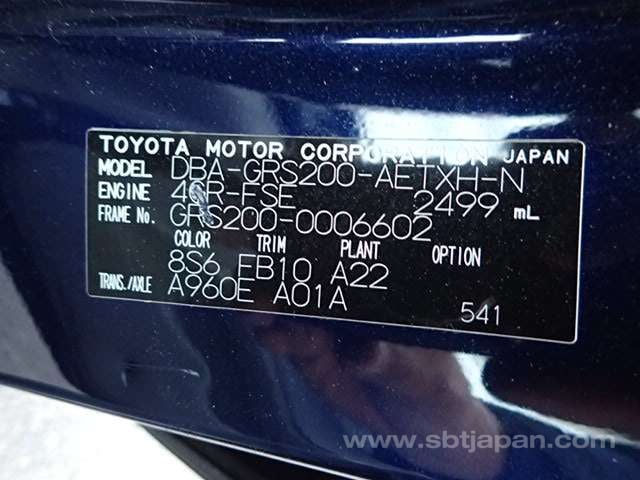 TOYOTA MOTOR CORPORATION JAPAN
MODEL DBA-GRS200-AETXH-N
ENGINE 4GR-FSE 2499 mL
FRAME No. GRS200-0006602
COLOR TRIM PLANT OPTION
8S6 FB10 A22
TRANS./AXLE A960E A01A 541
www.sbtjapan.com